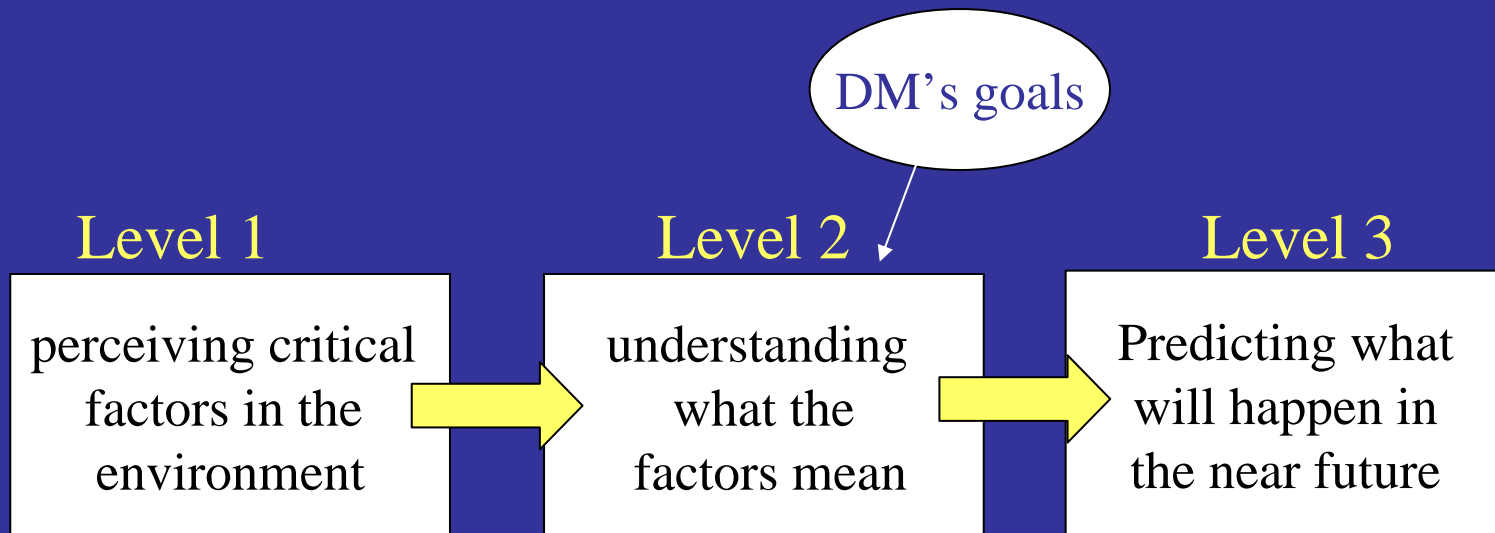 DM’s goals
Level 1
perceiving critical
factors in the
environment
Level 2
understanding
what the
factors mean
Level 3
Predicting what
will happen in
the near future